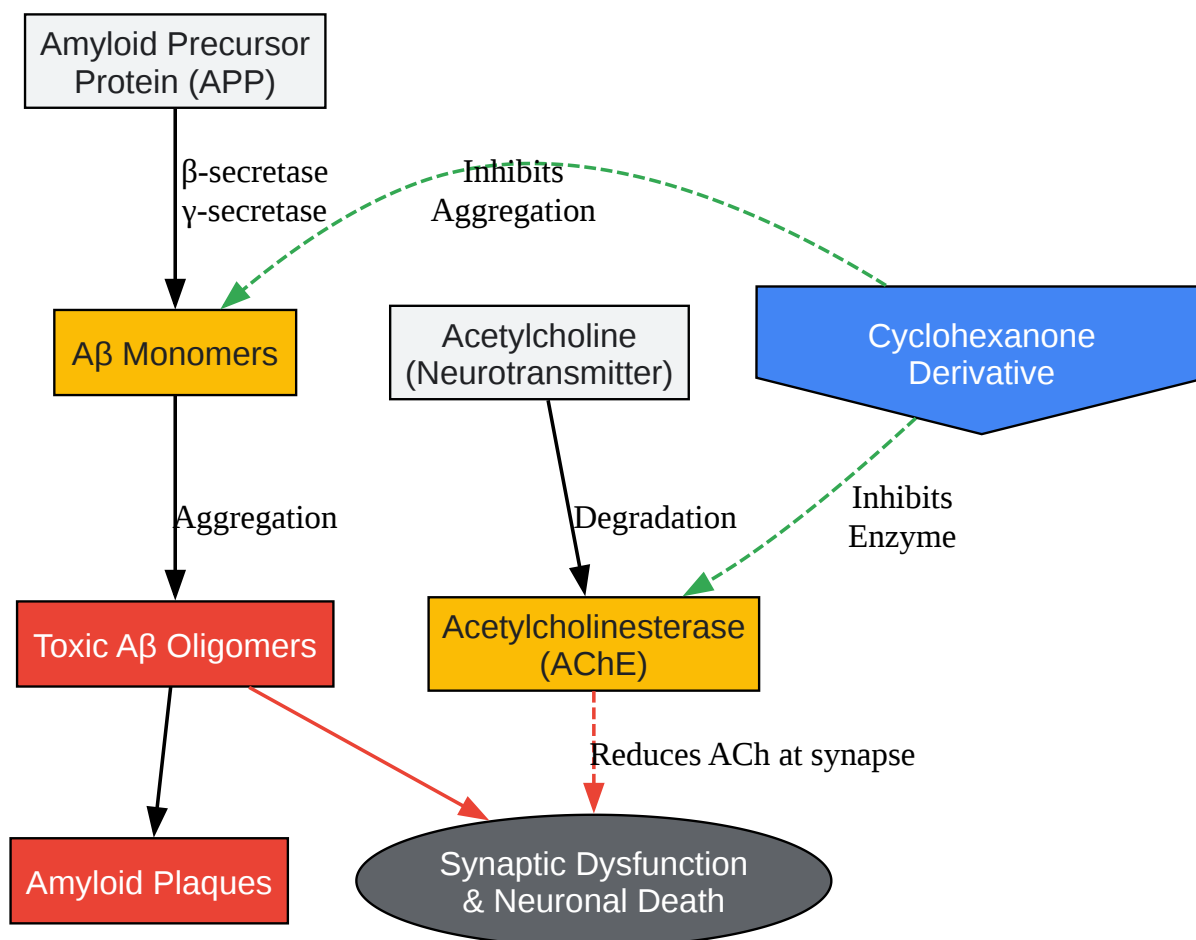 Amyloid Precursor
Protein (APP)
β-secretase
γ-secretase
Inhibits
Aggregation
Aβ Monomers
Acetylcholine
(Neurotransmitter)
Cyclohexanone
Derivative
Aggregation
Degradation
Inhibits
Enzyme
Toxic Aβ Oligomers
Acetylcholinesterase
(AChE)
Reduces ACh at synapse
Amyloid Plaques
Synaptic Dysfunction
& Neuronal Death